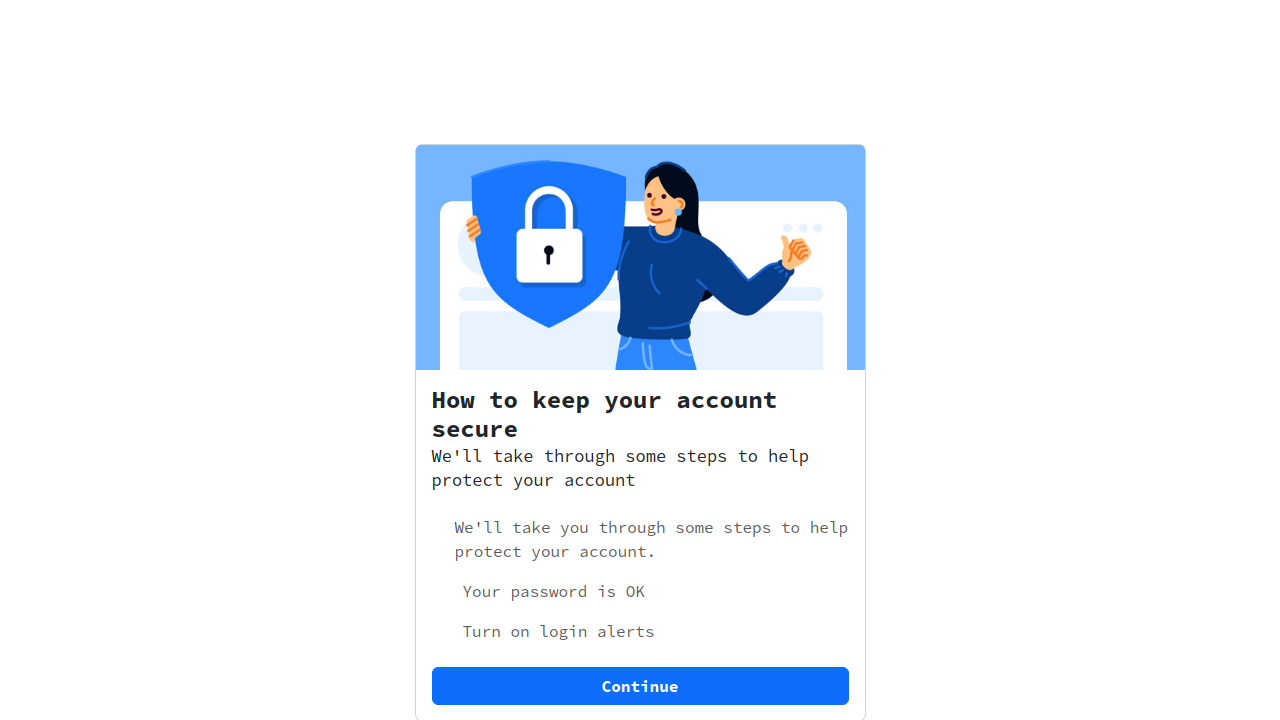 How to keep your account
secure
We'll take through some steps to help
protect your account
We'll take you through some steps to help
protect your account.
Your password is OK
Turn on login alerts
Continue